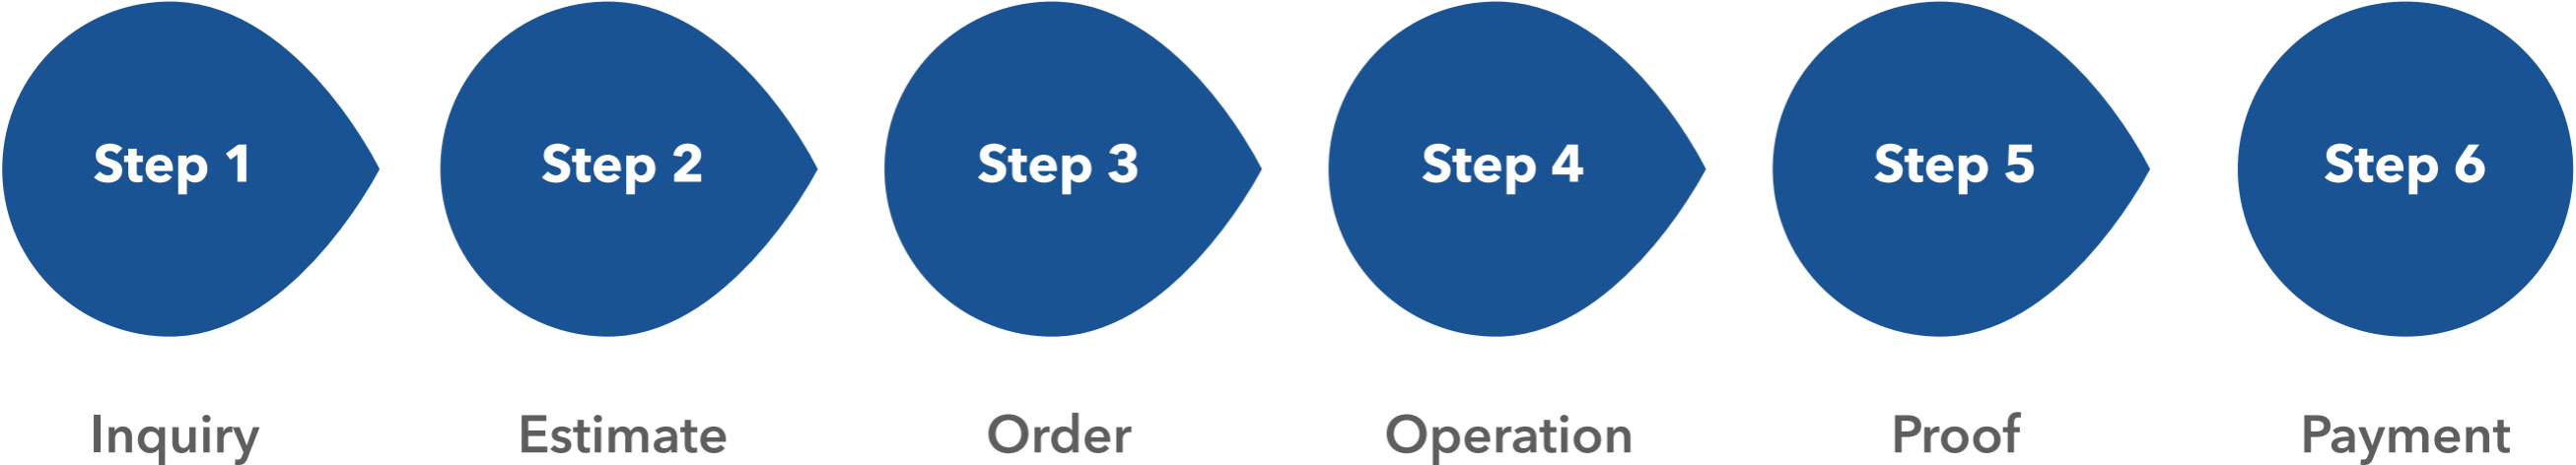 Step 1
Step 2
Step 3
Step 4
Step 5
Step 6
Inquiry
Estimate
Order
Operation
Proof
Payment